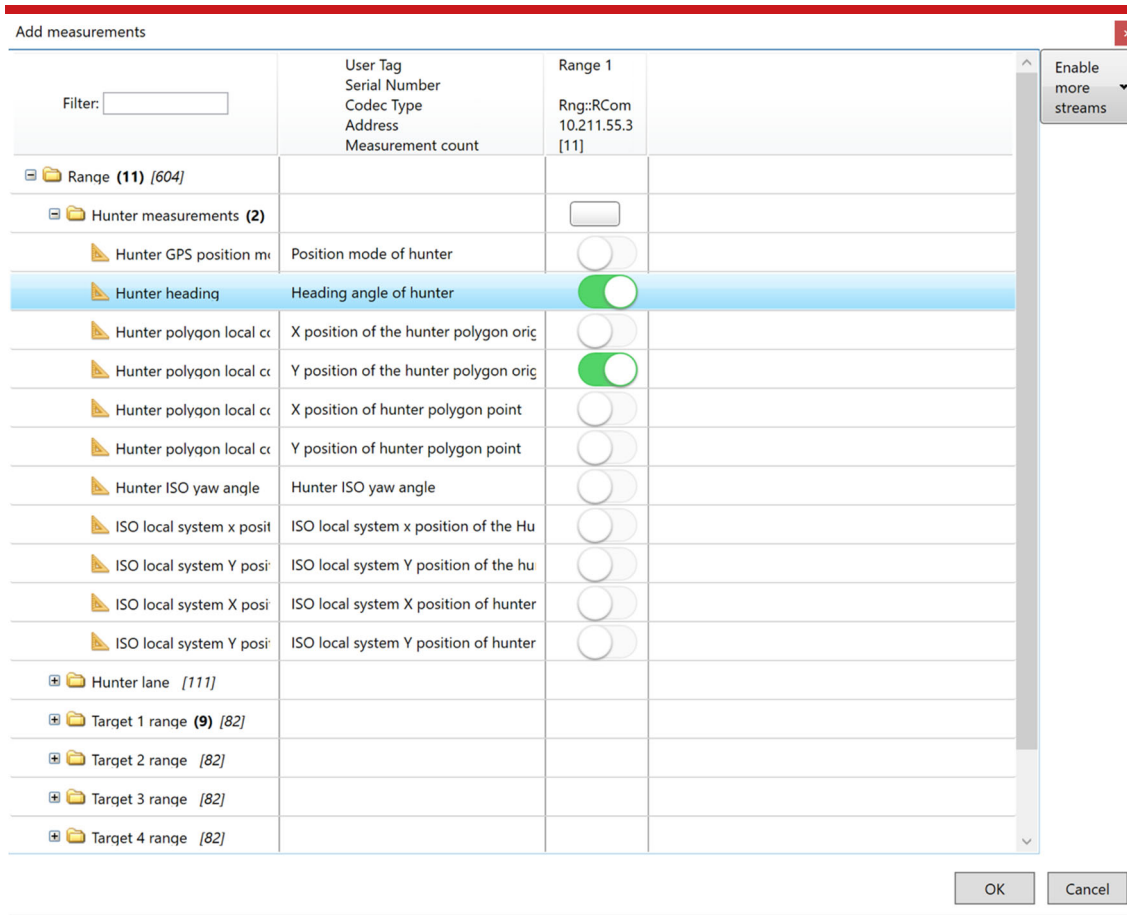 Add measurements
Filter:
User Tag
Serial Number
Codec Type
Address
Measurement count
Range 1
Rng::RCom
10.211.55.3
[11]
Enable
more
streams
Range (11) [604]
Hunter measurements (2)
Hunter GPS position mo Position mode of hunter
Hunter heading Heading angle of hunter
Hunter polygon local co X position of the hunter polygon orig
Hunter polygon local co Y position of the hunter polygon orig
Hunter polygon local co X position of hunter polygon point
Hunter polygon local co Y position of hunter polygon point
Hunter ISO yaw angle Hunter ISO yaw angle
ISO local system x posit ISO local system x position of the Hu
ISO local system Y posi ISO local system Y position of the hu
ISO local system X posi ISO local system X position of hunter
ISO local system Y posi ISO local system Y position of hunter
Hunter lane [111]
Target 1 range (9) [82]
Target 2 range [82]
Target 3 range [82]
Target 4 range [82]
OK Cancel